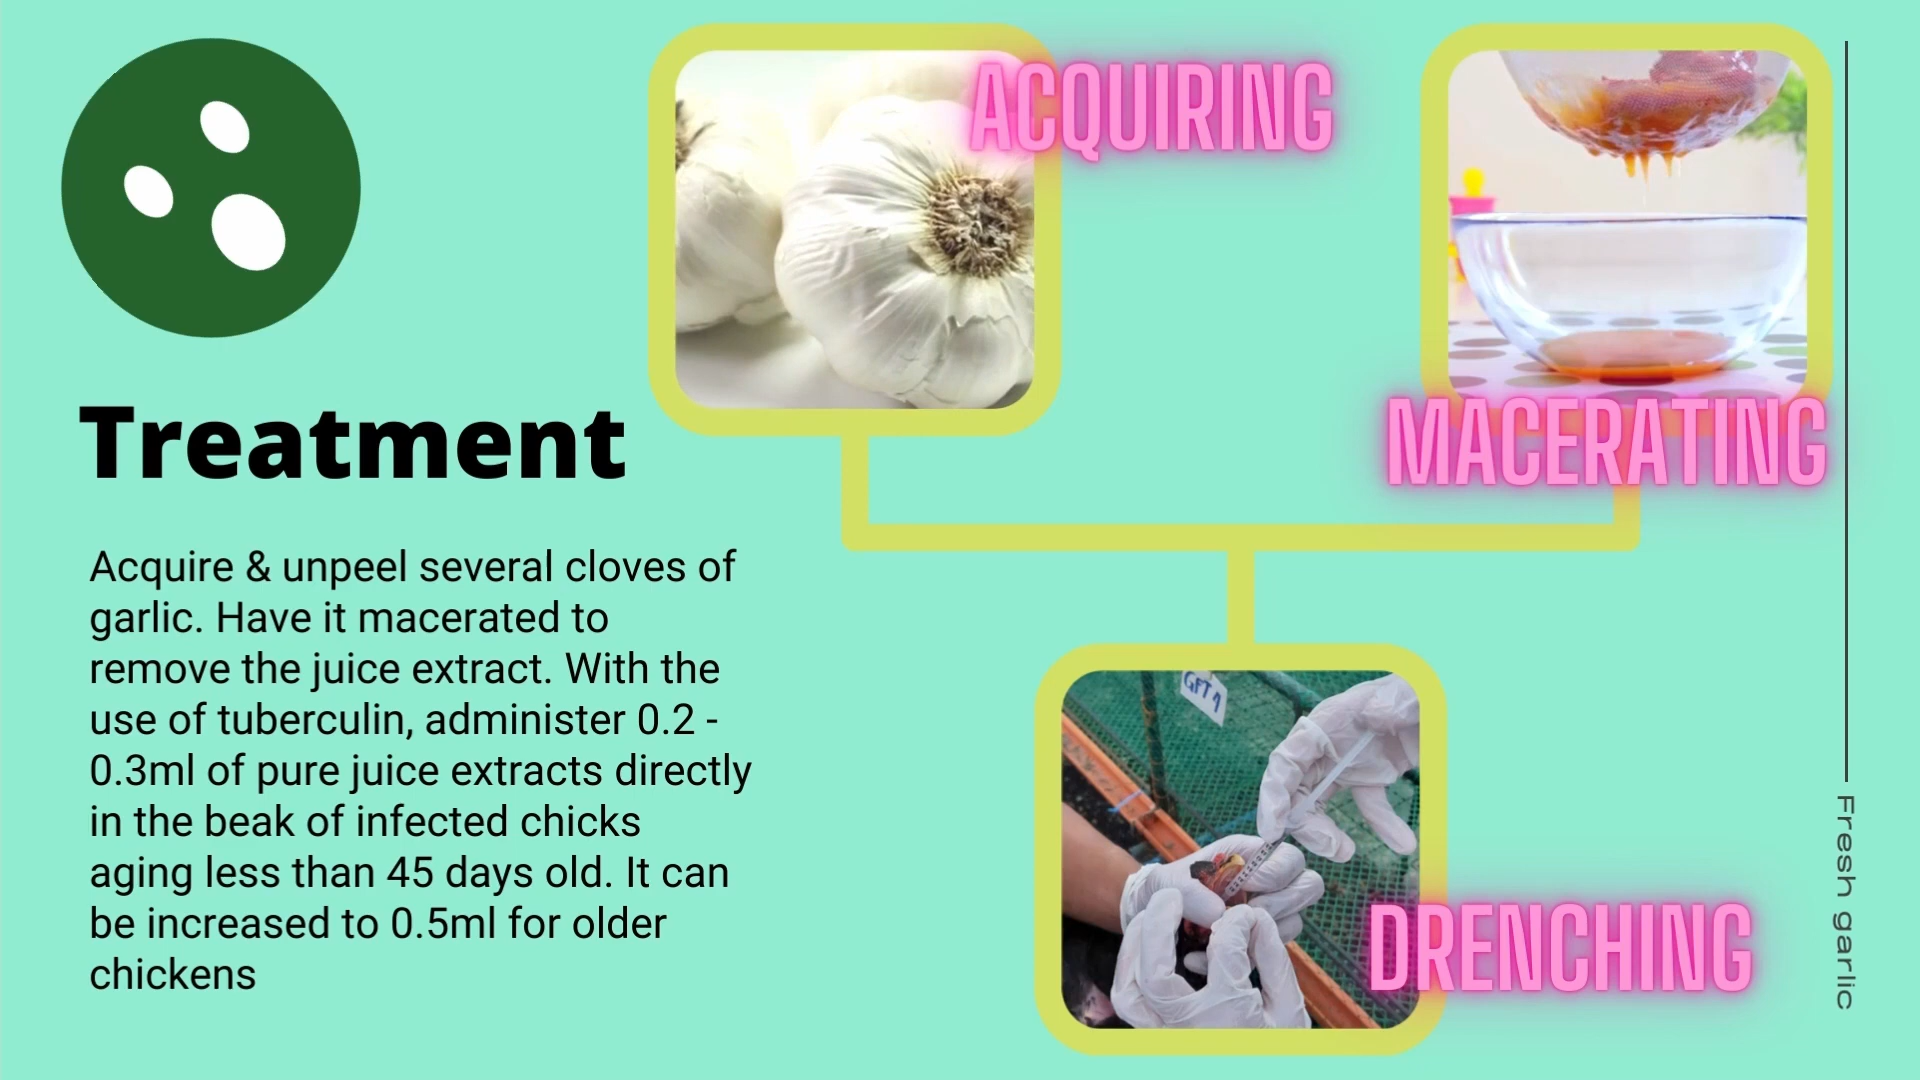 Treatment
Acquire & unpeel several cloves of
garlic. Have it macerated to
remove the juice extract. With the
use of tuberculin, administer 0.2 -
0.3ml of pure juice extracts directly
in the beak of infected chicks
aging less than 45 days old. It can
be increased to 0.5ml for older
chickens
ACQUIRING
MACERATING
GFT 7
DRENCHING
Fresh garlic